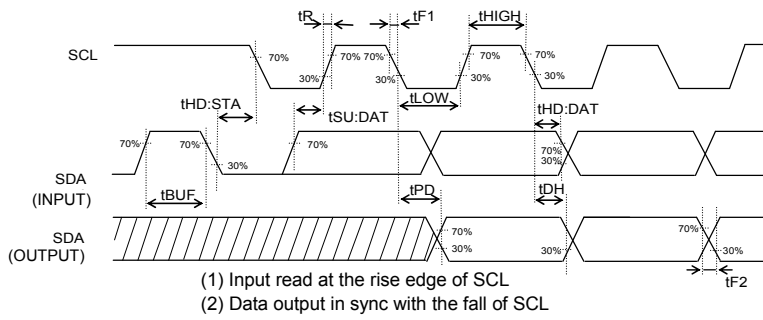 tR tF1 tHIGH
SCL 70% 70% 70% 70% 70%
30% 30% 30% 30%
tHD:STA tLOW
tSU:DAT tHD:DAT
70% 70% 30% 70% 70% 30%
SDA
(INPUT)
tBUF tPD tDH
SDA
(OUTPUT)
70% 30% 30% 70% 30%
tF2
(1) Input read at the rise edge of SCL
(2) Data output in sync with the fall of SCL